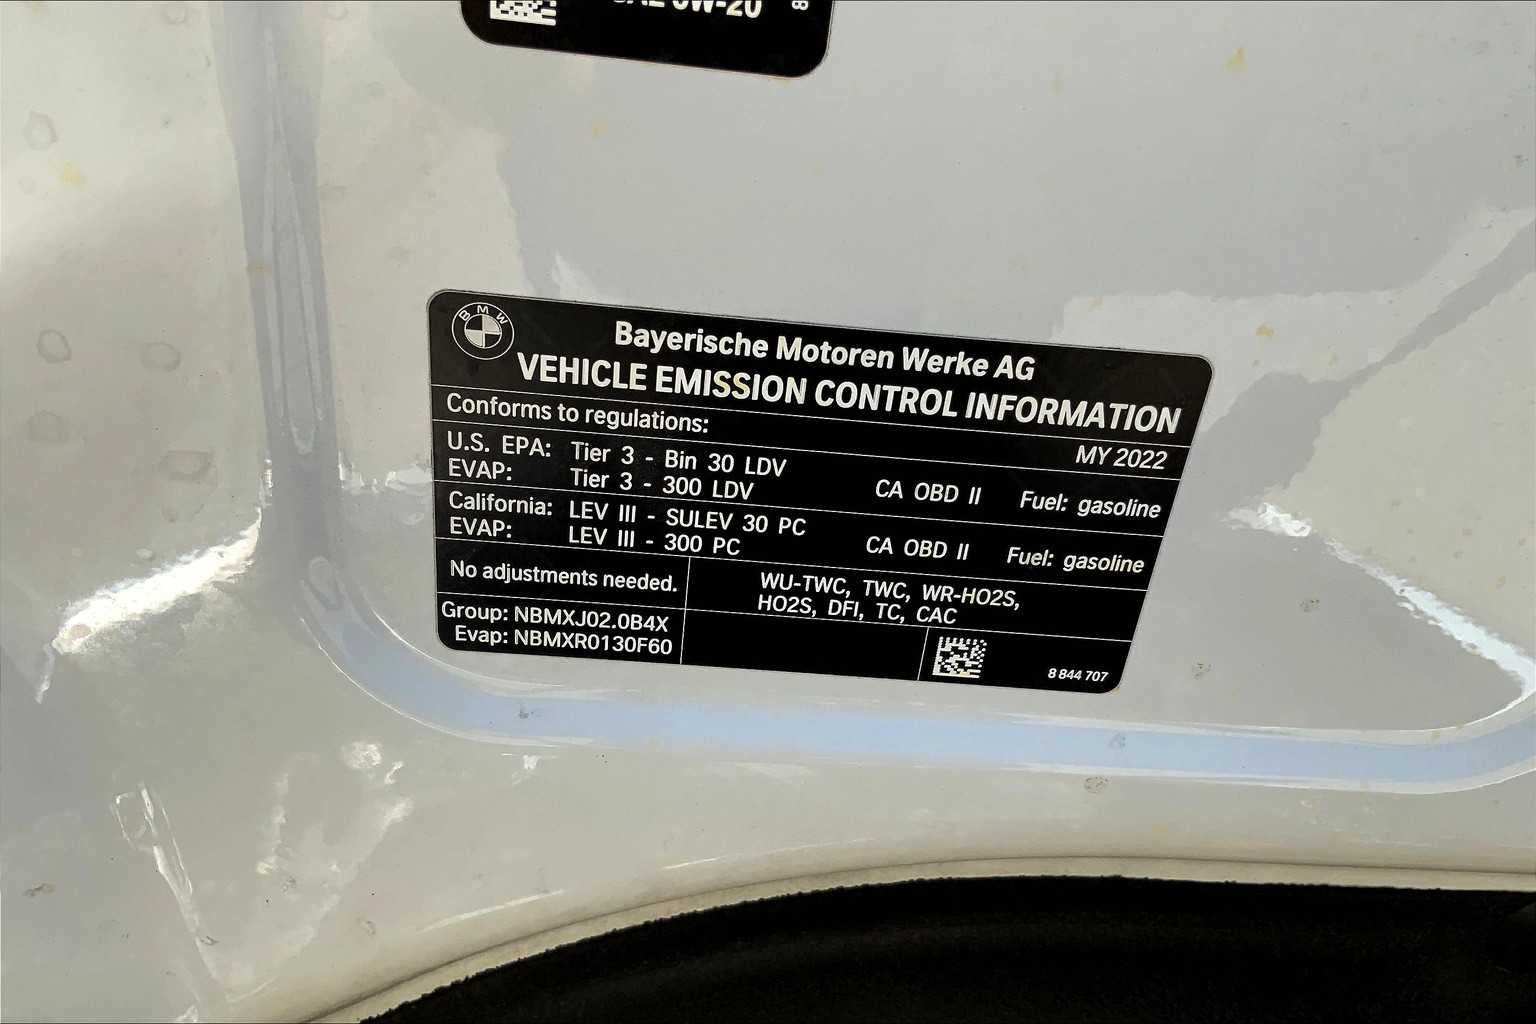 0W-20
BMW
Bayerische Motoren Werke AG
VEHICLE EMISSION CONTROL INFORMATION
Conforms to regulations:
MY 2022
U.S. EPA: Tier 3 - Bin 30 LDV
EVAP: Tier 3 - 300 LDV
CA OBD II Fuel: gasoline
California: LEV III - SULEV 30 PC
EVAP: LEV III - 300 PC
CA OBD II Fuel: gasoline
No adjustments needed.
WU-TWC, TWC, WR-HO2S,
HO2S, DFI, TC, CAC
Group: NBMXJ02.0B4X
Evap: NBMXR0130F60
8 844 707